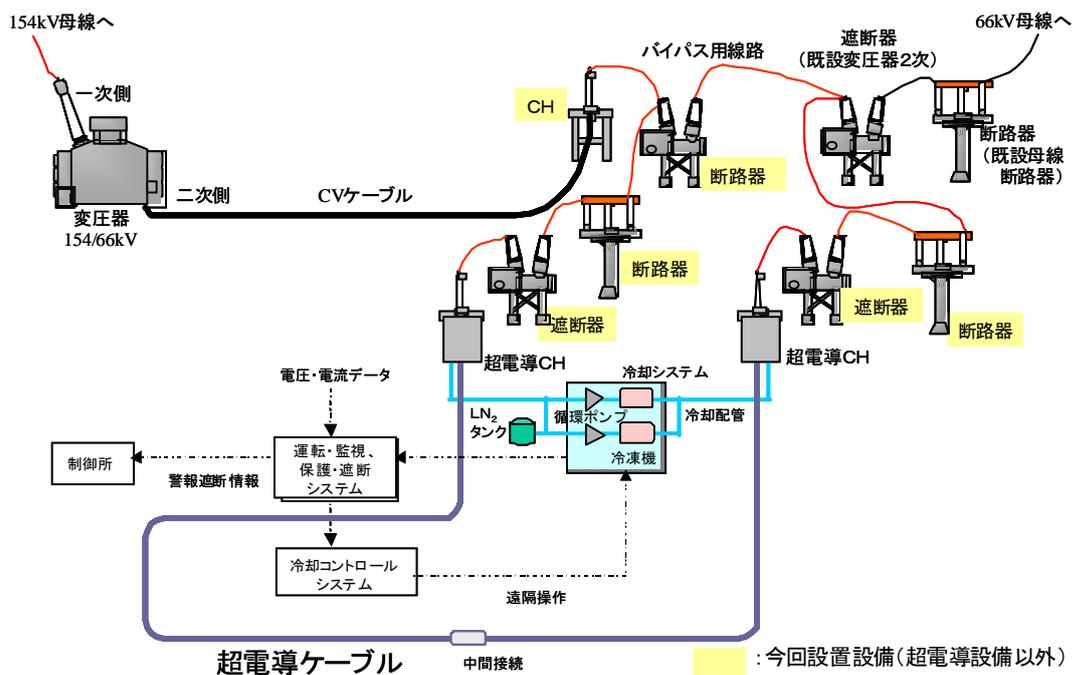 154kV母線へ
一次側
二次側
変圧器
154/66kV
CVケーブル
CH
バイパス用線路
断路器
遮断器
(既設変圧器2次)
66kV母線へ
断路器
(既設母線
断路器)
断路器
遮断器
超電導CH
遮断器
断路器
超電導CH
電圧・電流データ
冷却システム
LN2
タンク
循環ポンプ
冷却配管
冷凍機
制御所
警報遮断情報
運転・監視、
保護・遮断
システム
冷却コントロール
システム
遠隔操作
超電導ケーブル
中間接続
:今回設置設備(超電導設備以外)